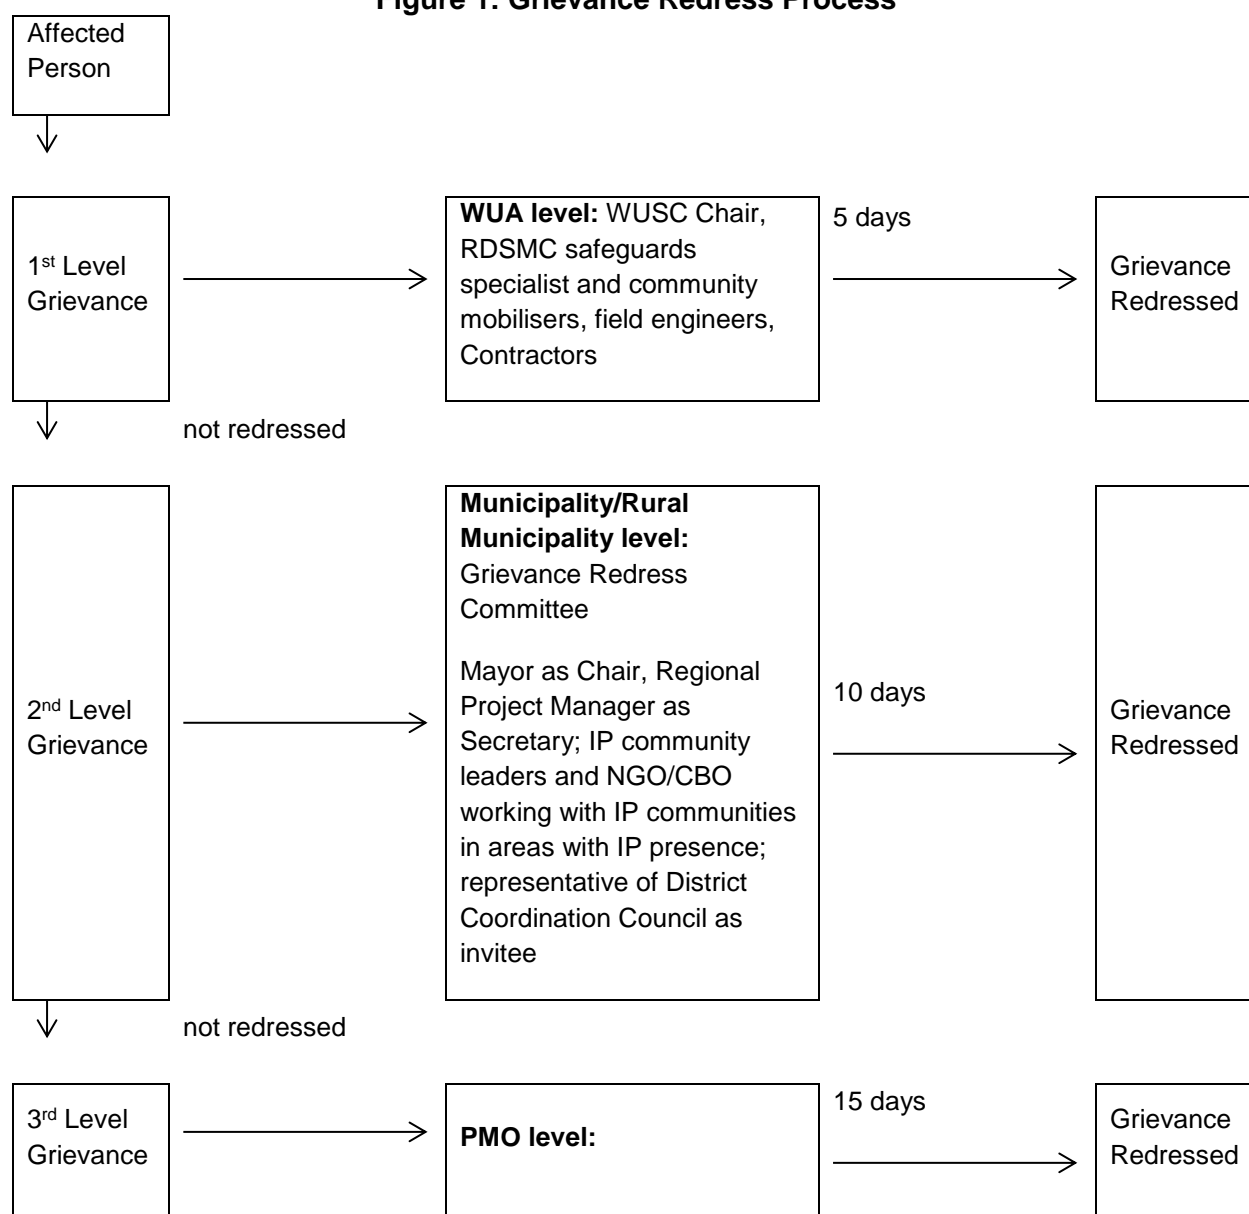 Figure 1: Grievance Redress Process
Affected
Person
1st Level
Grievance
WUA level: WUSC Chair,
RDSMC safeguards
specialist and community
mobilisers, field engineers,
Contractors
5 days
Grievance
Redressed
not redressed
2nd Level
Grievance
Municipality/Rural
Municipality level:
Grievance Redress
Committee
Mayor as Chair, Regional
Project Manager as
Secretary; IP community
leaders and NGO/CBO
working with IP communities
in areas with IP presence;
representative of District
Coordination Council as
invitee
10 days
Grievance
Redressed
not redressed
3rd Level
Grievance
PMO level:
15 days
Grievance
Redressed